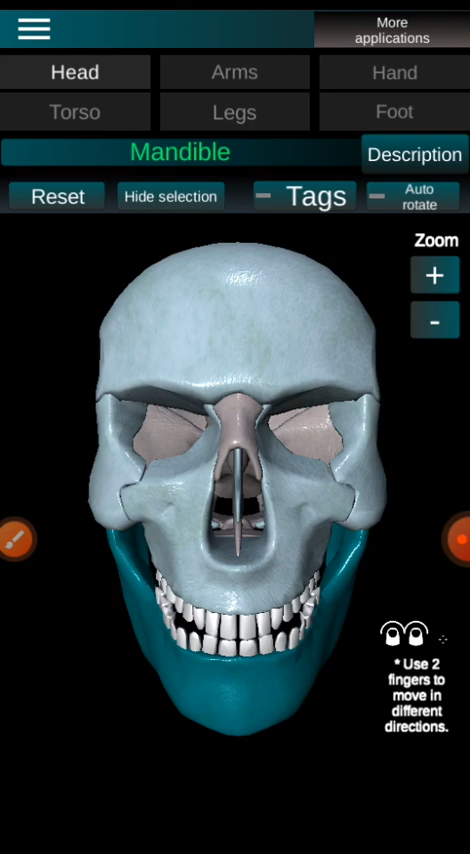 More
applications
Head
Arms
Hand
Torso
Legs
Foot
Mandible
Description
Reset
Hide selection
Tags
Auto
rotate
Zoom
+
-
* Use 2
fingers to
move in
different
directions.